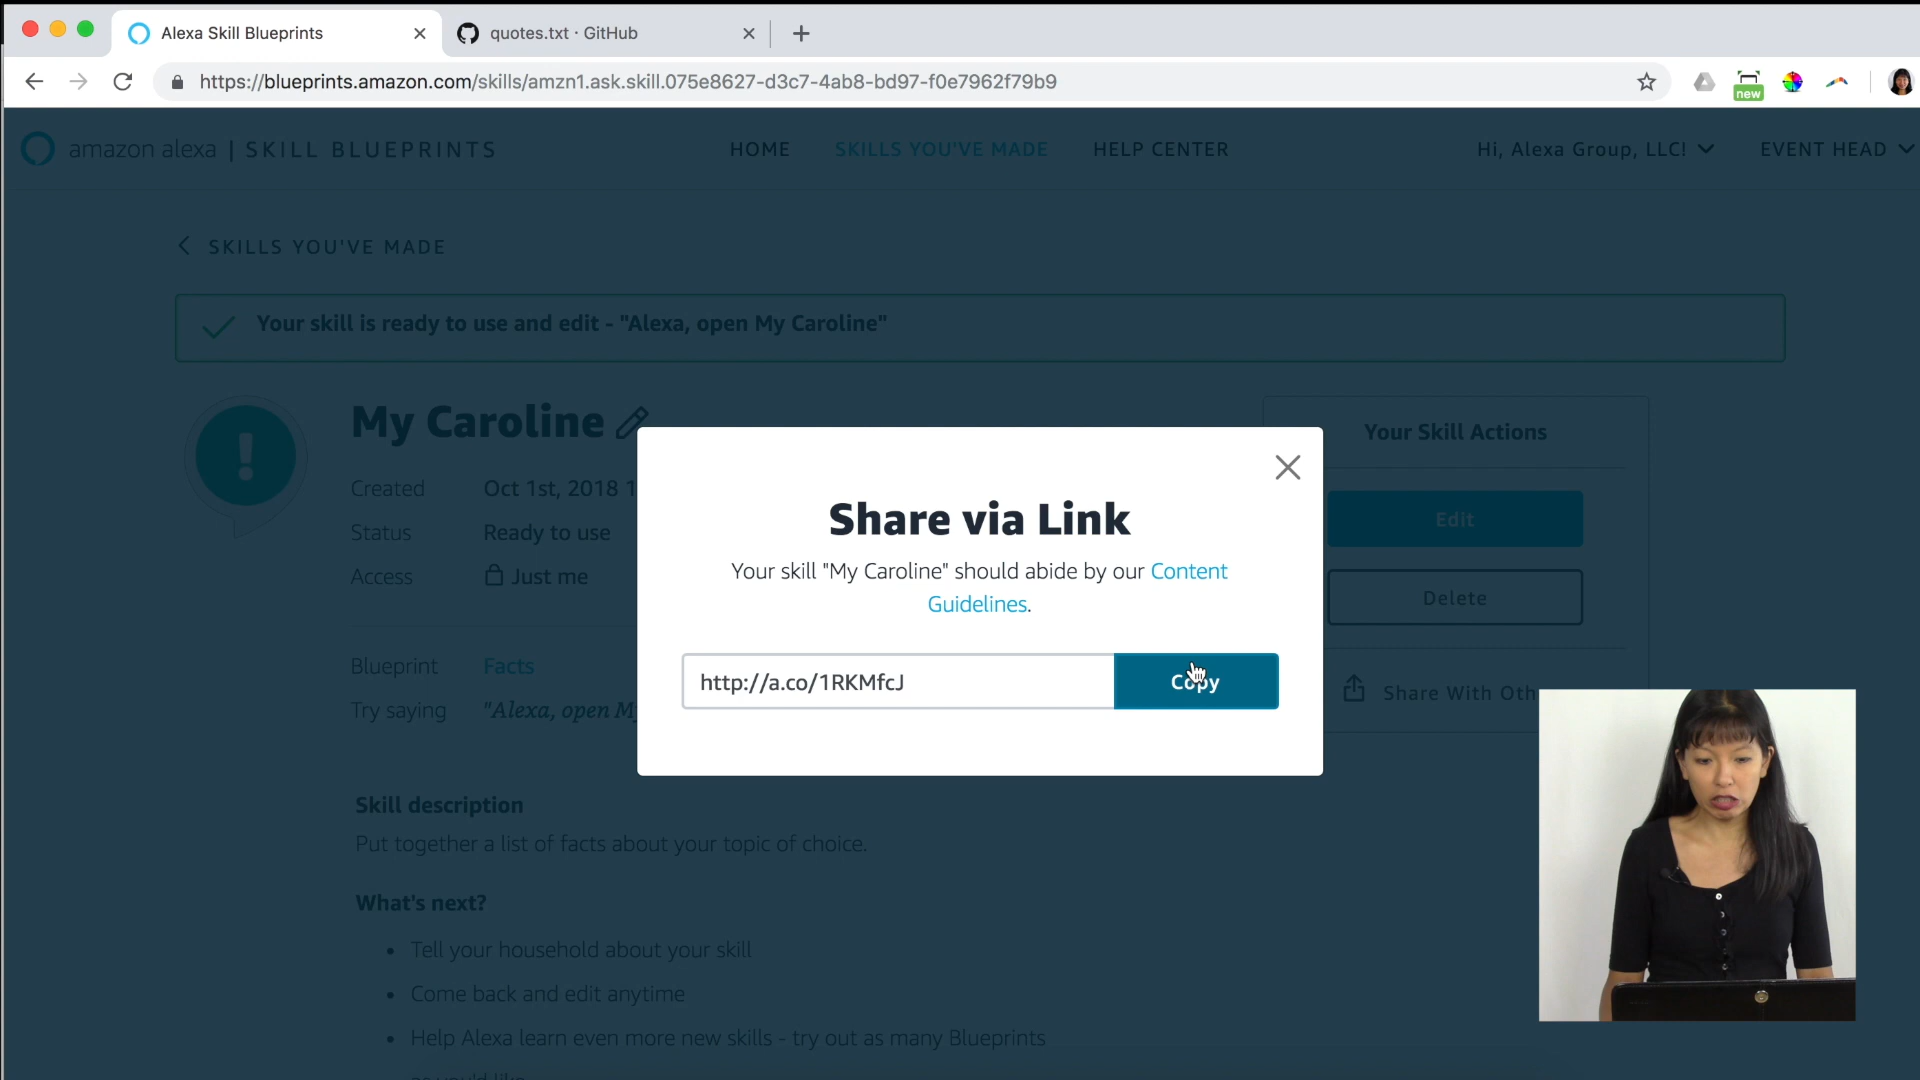 Alexa Skill Blueprints
quotes.txt · GitHub
https://blueprints.amazon.com/skills/amzn1.ask.skill.075e8627-d3c7-4ab8-bd97-f0e7962f79b9
new
amazon alexa | SKILL BLUEPRINTS
HOME
SKILLS YOU'VE MADE
HELP CENTER
Hi, Alexa Group, LLC!
EVENT HEAD
SKILLS YOU'VE MADE
Your skill is ready to use and edit - "Alexa, open My Caroline"
My Caroline
Created Oct 1st, 2018 1
Status Ready to use
Access Just me
Blueprint Facts
Try saying "Alexa, open My
Your Skill Actions
Edit
Delete
Share With Oth
Share via Link
Your skill "My Caroline" should abide by our Content
Guidelines.
http://a.co/1RKMfcJ
Copy
Skill description
Put together a list of facts about your topic of choice.
What's next?
• Tell your household about your skill
• Come back and edit anytime
• Help Alexa learn even more new skills - try out as many Blueprints
as you'd like